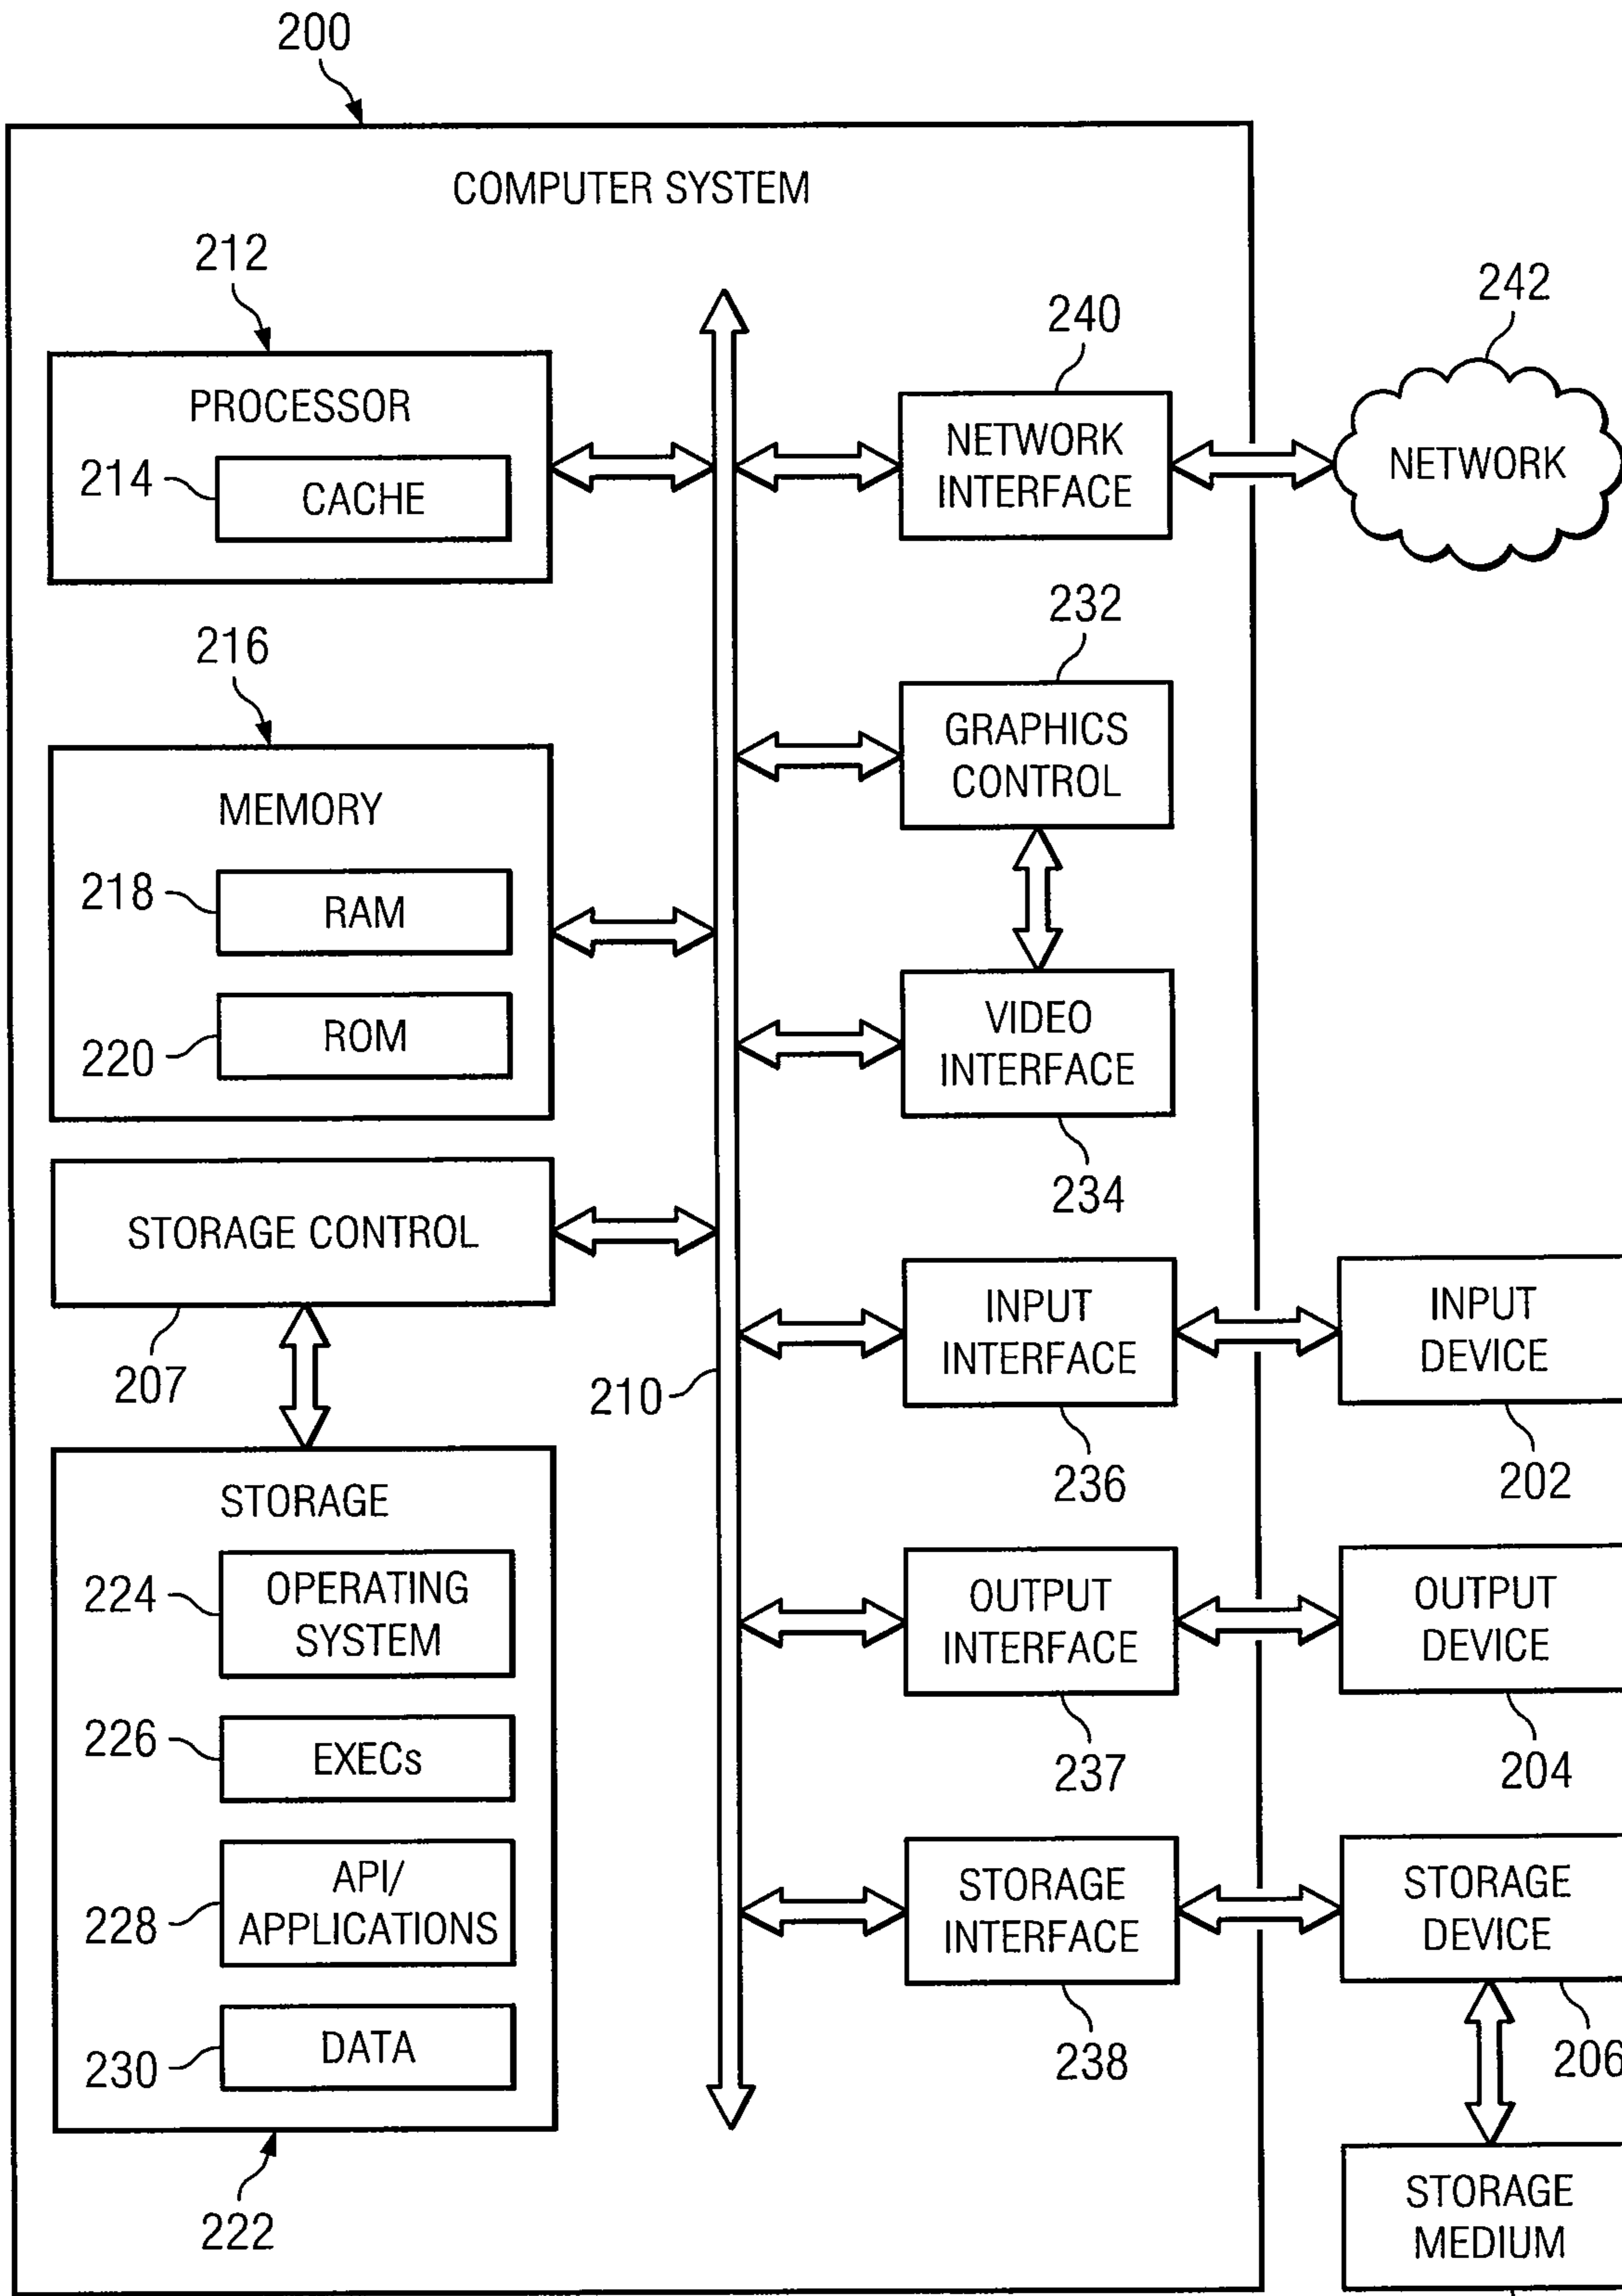 200
COMPUTER SYSTEM
212
PROCESSOR
214
CACHE
216
MEMORY
218
RAM
220
ROM
STORAGE CONTROL
207
STORAGE
224
OPERATING
SYSTEM
226
EXECs
228
API/
APPLICATIONS
230
DATA
222
210
240
NETWORK
INTERFACE
242
NETWORK
232
GRAPHICS
CONTROL
VIDEO
INTERFACE
234
INPUT
INTERFACE
236
INPUT
DEVICE
202
OUTPUT
INTERFACE
237
OUTPUT
DEVICE
204
STORAGE
INTERFACE
238
STORAGE
DEVICE
206
STORAGE
MEDIUM